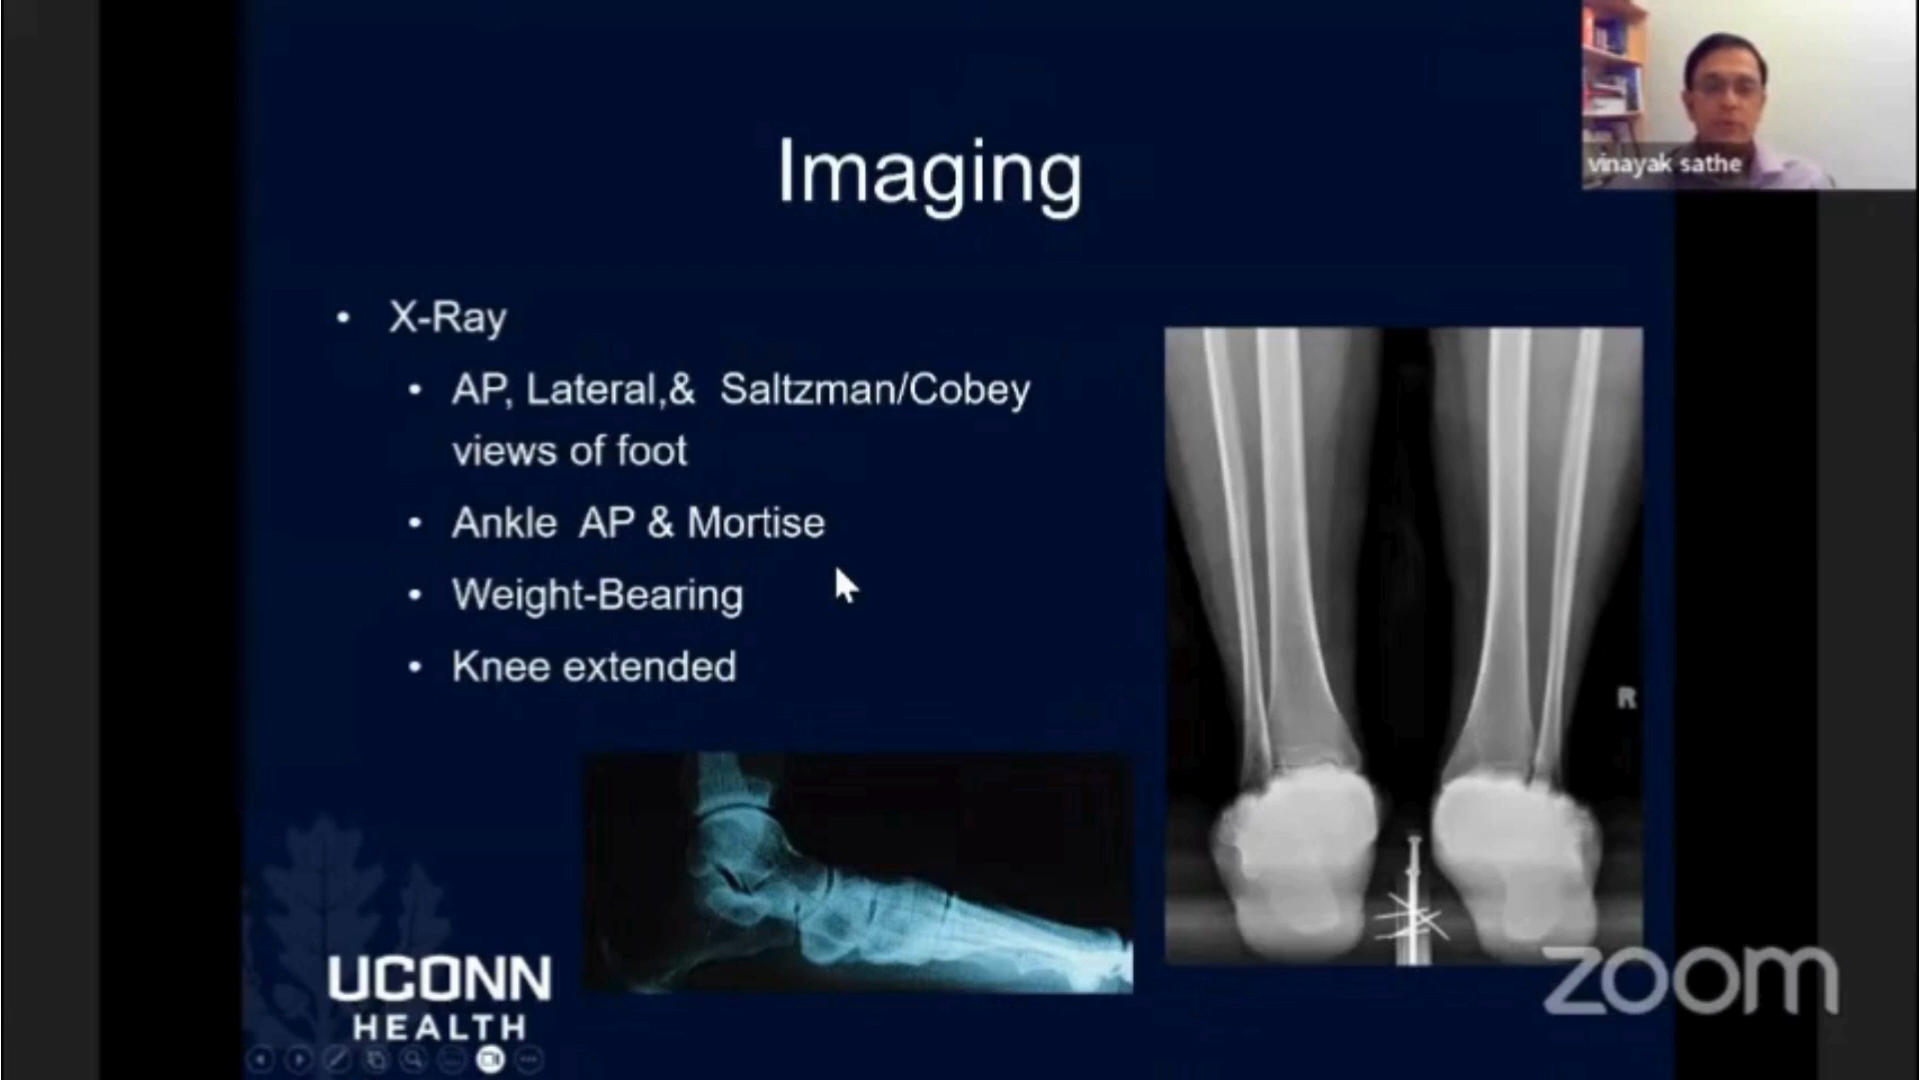 vinayak sathe
Imaging
• X-Ray
• AP, Lateral,& Saltzman/Cobey
views of foot
• Ankle AP & Mortise
• Weight-Bearing
• Knee extended
R
UCONN
HEALTH
zoom